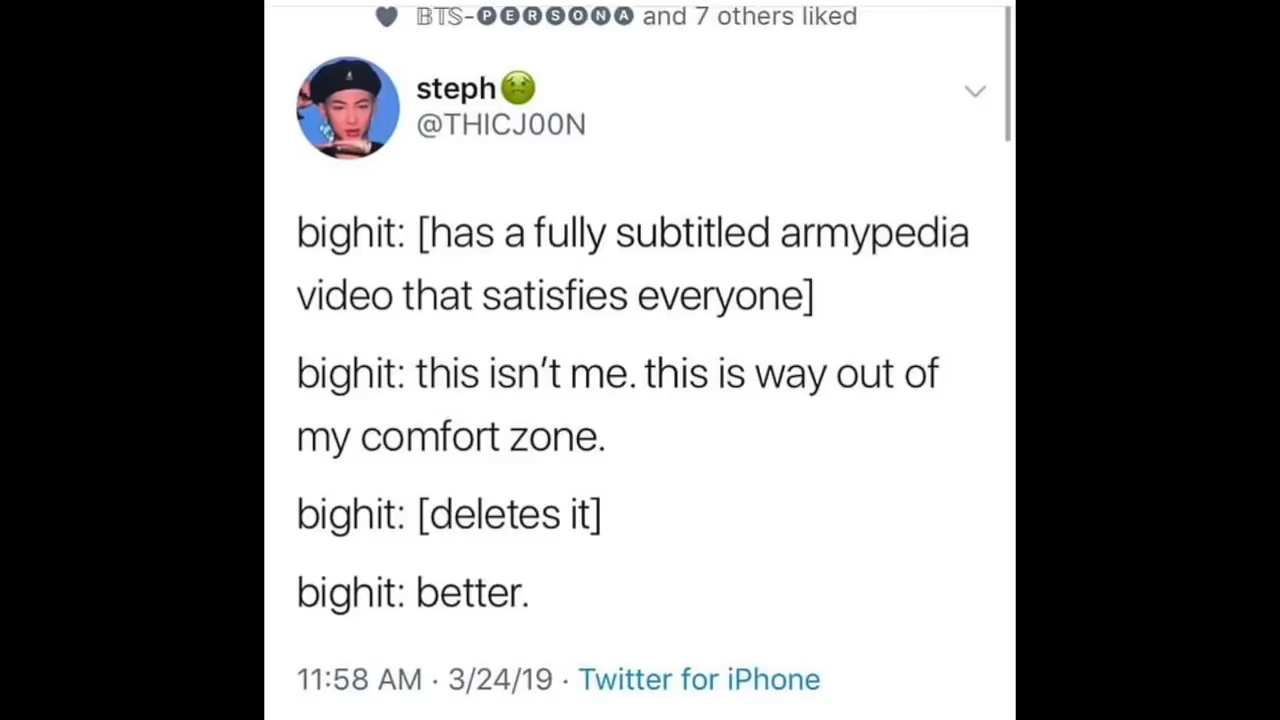 𝔹𝕋𝕊-🅟🅔🅡🅢🅞🅝🅐 and 7 others liked
steph🤢
@THICJ00N
bighit: [has a fully subtitled armypedia
video that satisfies everyone]
bighit: this isn’t me. this is way out of
my comfort zone.
bighit: [deletes it]
bighit: better.
11:58 AM · 3/24/19 · Twitter for iPhone